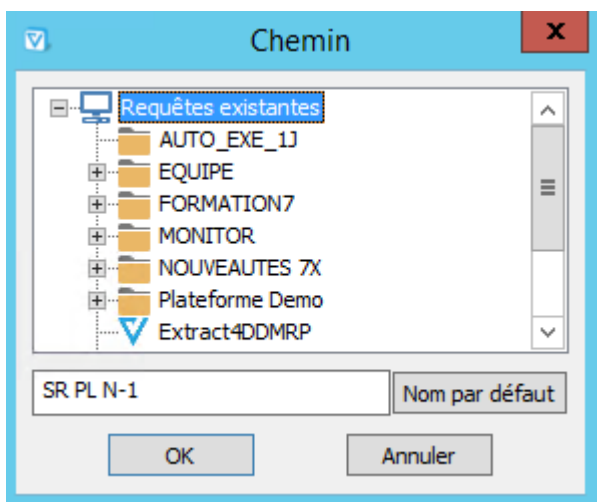 Chemin
x
Requêtes existantes
AUTO_EXE_1J
EQUIPE
FORMATION7
MONITOR
NOUVEAUTES 7X
Plateforme Demo
Extract4DDMRP
SR PL N-1
Nom par défaut
OK
Annuler